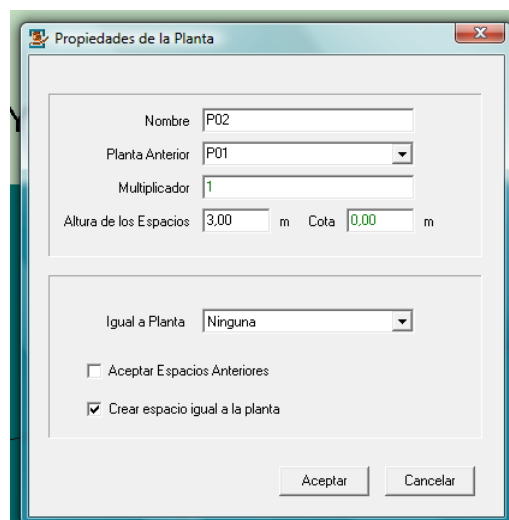 Propiedades de la Planta
Nombre P02
Planta Anterior P01
Multiplicador 1
Altura de los Espacios 3,00 m Cota 0,00 m
Igual a Planta Ninguna
Aceptar Espacios Anteriores
Crear espacio igual a la planta
Aceptar Cancelar